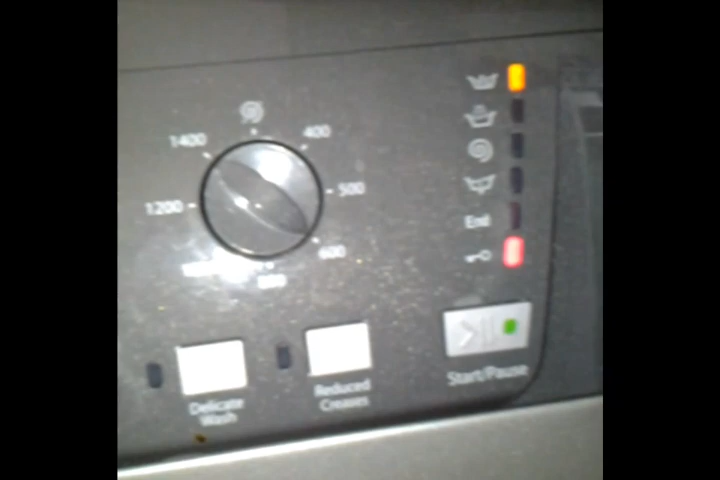 400
1400
500
1200
600
End
Start/Pause
Reduced
Creases
Delicate
Wash